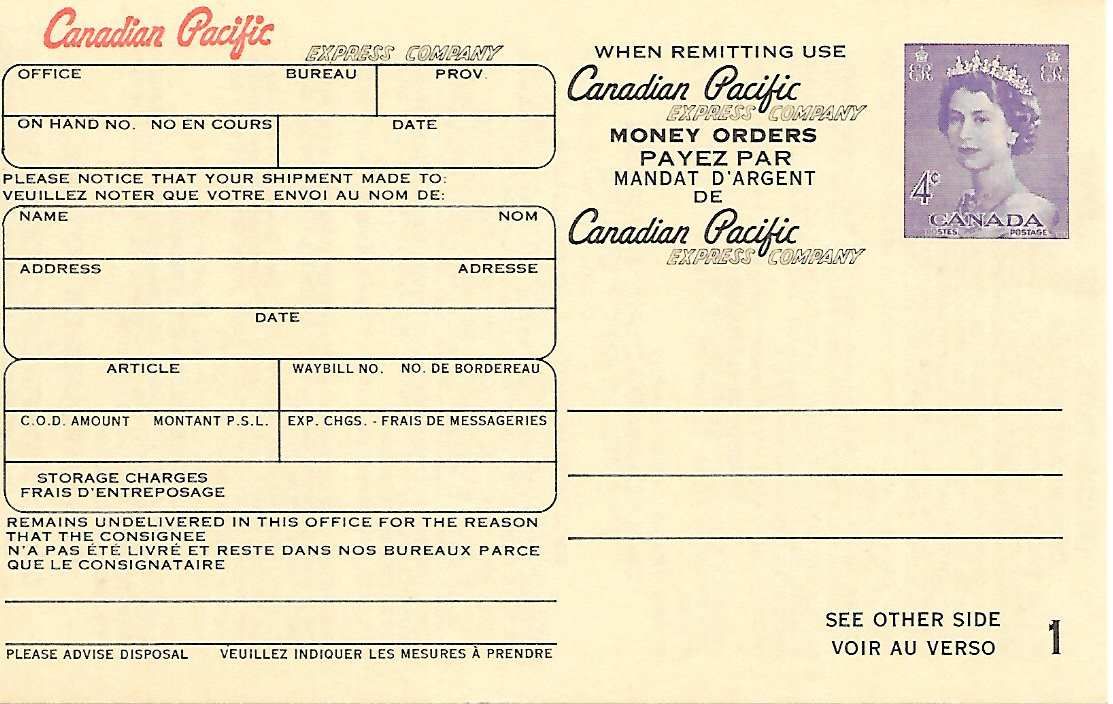 Canadian Pacific
EXPRESS COMPANY
OFFICE BUREAU PROV.
ON HAND NO. NO EN COURS DATE
PLEASE NOTICE THAT YOUR SHIPMENT MADE TO:
VEUILLEZ NOTER QUE VOTRE ENVOI AU NOM DE:
NAME NOM
ADDRESS ADRESSE
DATE
ARTICLE WAYBILL NO. NO. DE BORDEREAU
C.O.D. AMOUNT MONTANT P.S.L. EXP. CHGS. - FRAIS DE MESSAGERIES
STORAGE CHARGES
FRAIS D'ENTREPOSAGE
REMAINS UNDELIVERED IN THIS OFFICE FOR THE REASON
THAT THE CONSIGNEE
N'A PAS ÉTÉ LIVRÉ ET RESTE DANS NOS BUREAUX PARCE
QUE LE CONSIGNATAIRE
PLEASE ADVISE DISPOSAL VEUILLEZ INDIQUER LES MESURES À PRENDRE
WHEN REMITTING USE
Canadian Pacific
EXPRESS COMPANY
MONEY ORDERS
PAYEZ PAR
MANDAT D'ARGENT
DE
Canadian Pacific
EXPRESS COMPANY
E II R E II R
4¢
CANADA
POSTES POSTAGE
SEE OTHER SIDE
VOIR AU VERSO
1